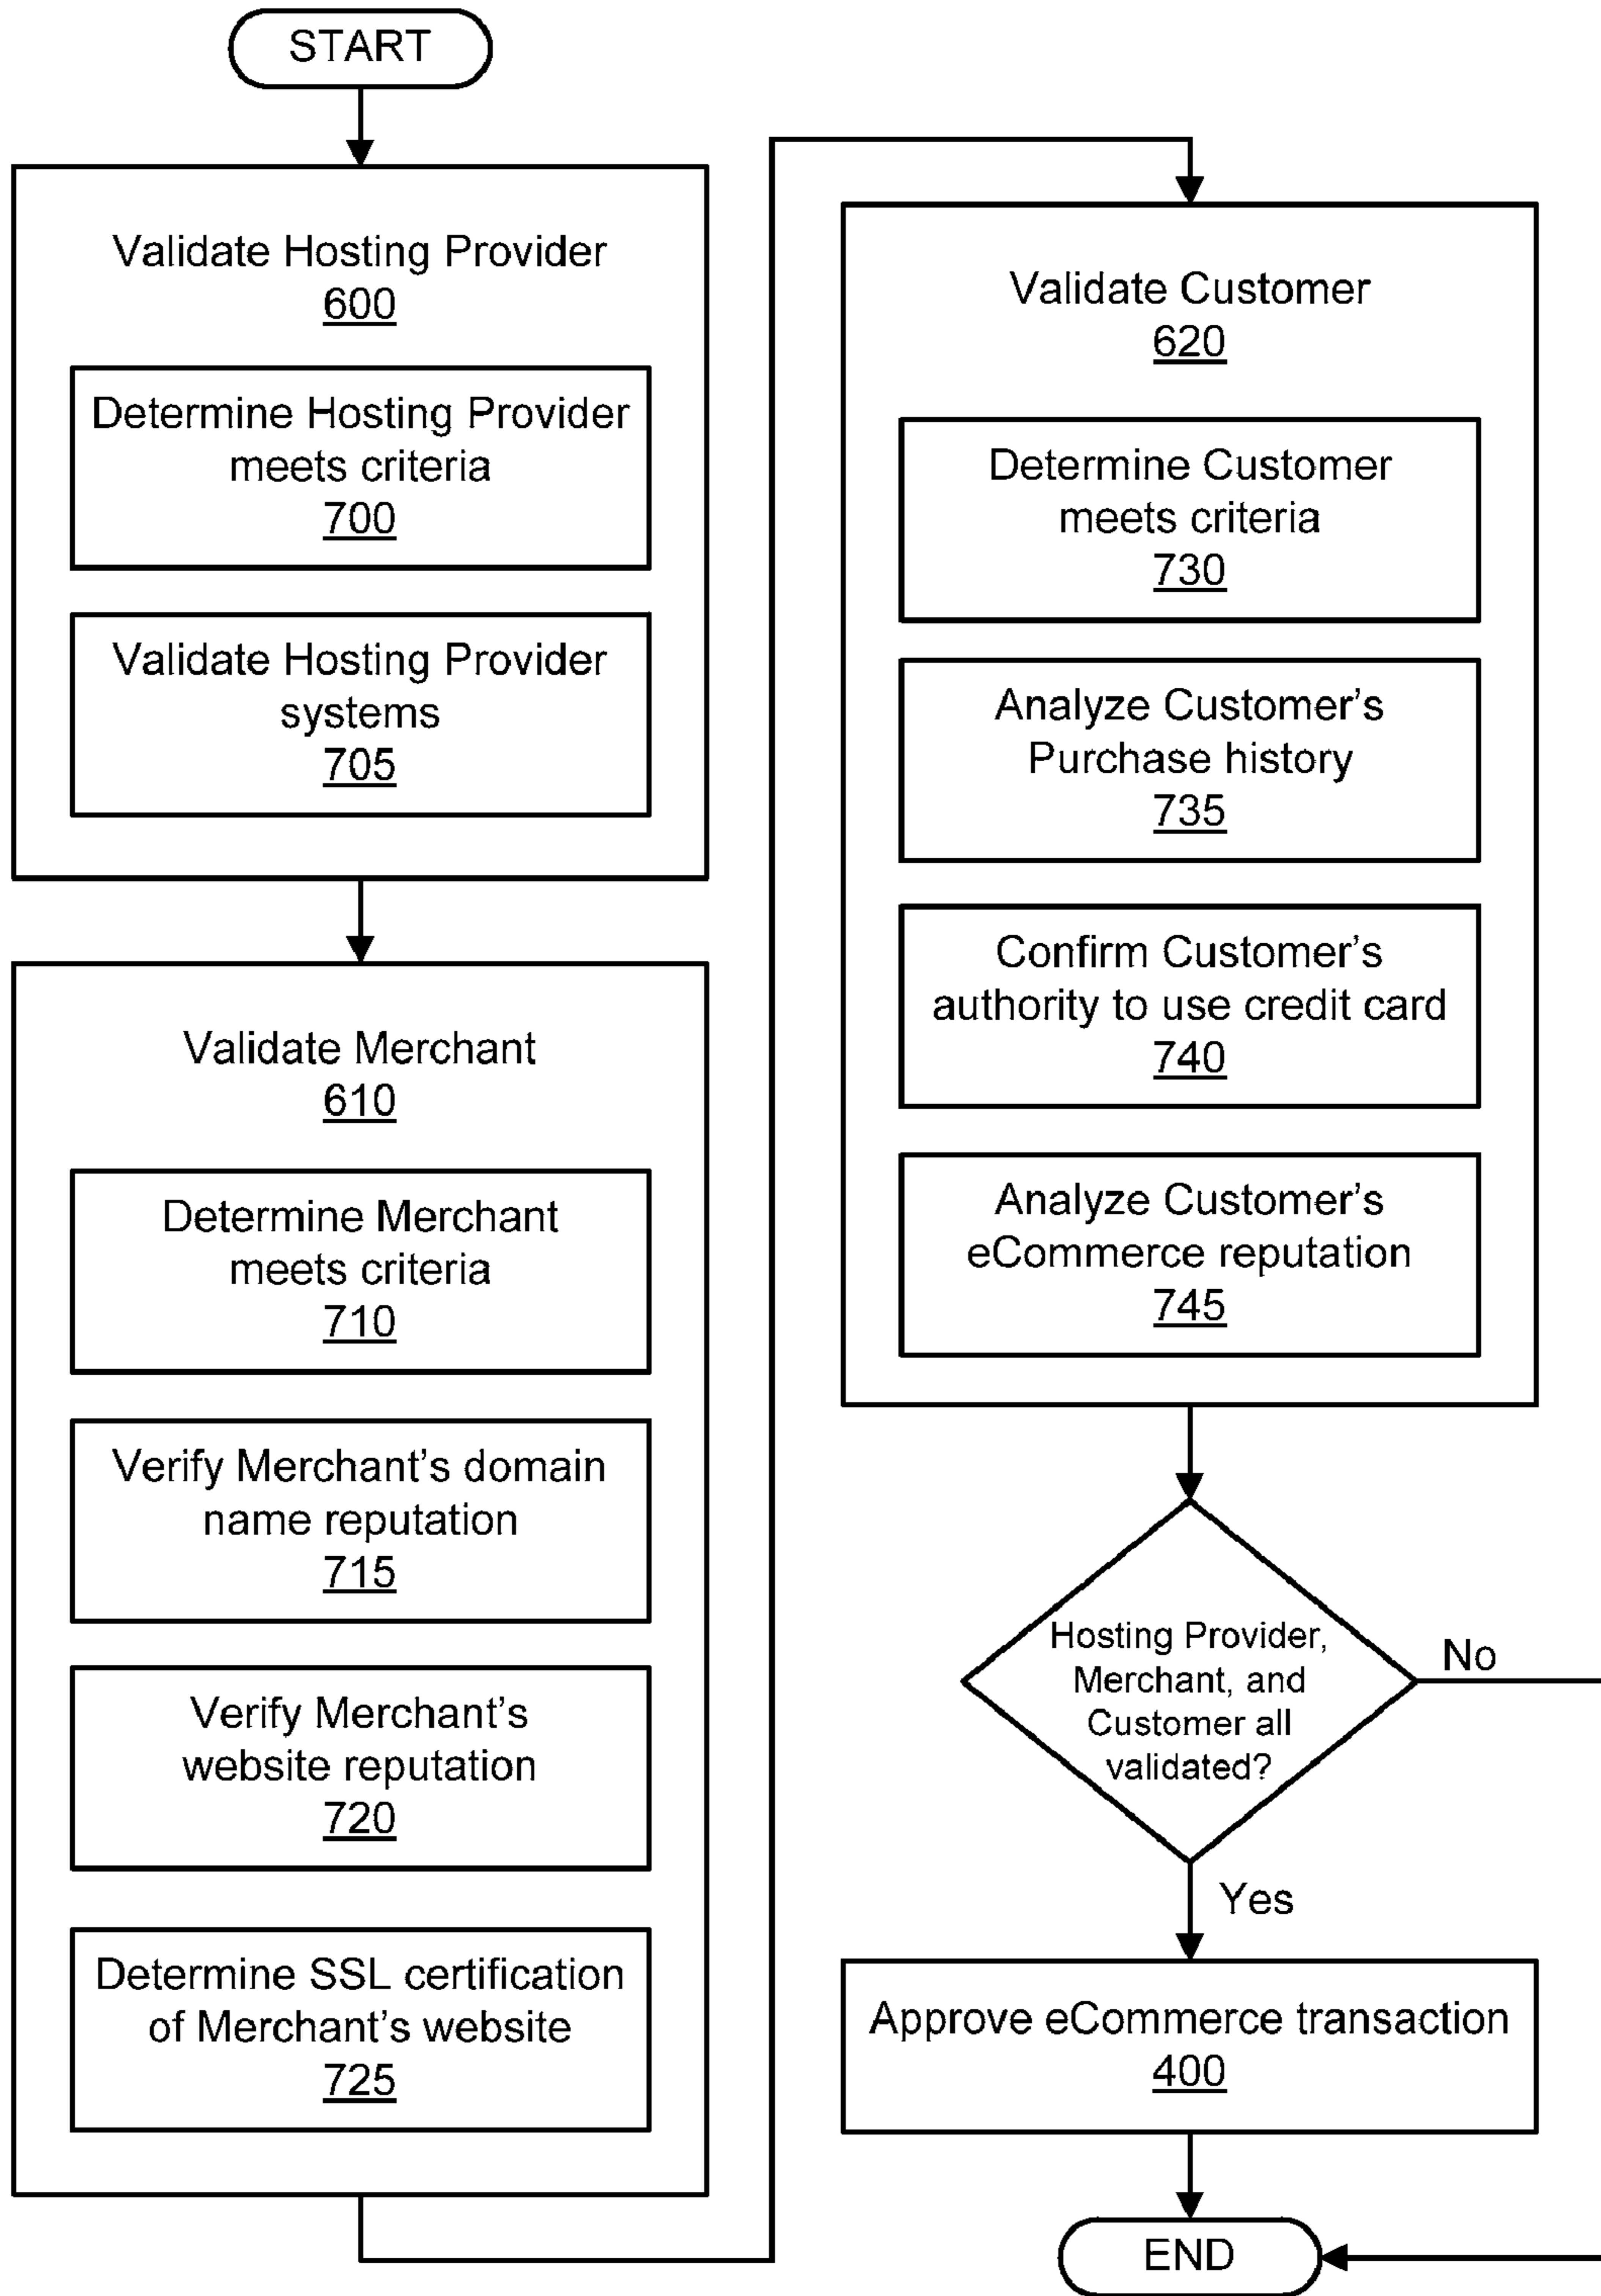 START
Validate Hosting Provider
600
Determine Hosting Provider
meets criteria
700
Validate Hosting Provider
systems
705
Validate Merchant
610
Determine Merchant
meets criteria
710
Verify Merchant's domain
name reputation
715
Verify Merchant's
website reputation
720
Determine SSL certification
of Merchant's website
725
Validate Customer
620
Determine Customer
meets criteria
730
Analyze Customer's
Purchase history
735
Confirm Customer's
authority to use credit card
740
Analyze Customer's
eCommerce reputation
745
Hosting Provider,
Merchant, and
Customer all
validated?
No
Yes
Approve eCommerce transaction
400
END